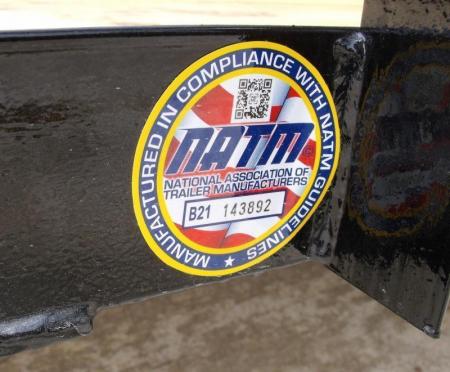 MANUFACTURED IN COMPLIANCE WITH NATM GUIDELINES
NATM
NATIONAL ASSOCIATION OF
TRAILER MANUFACTURERS
B21 143892